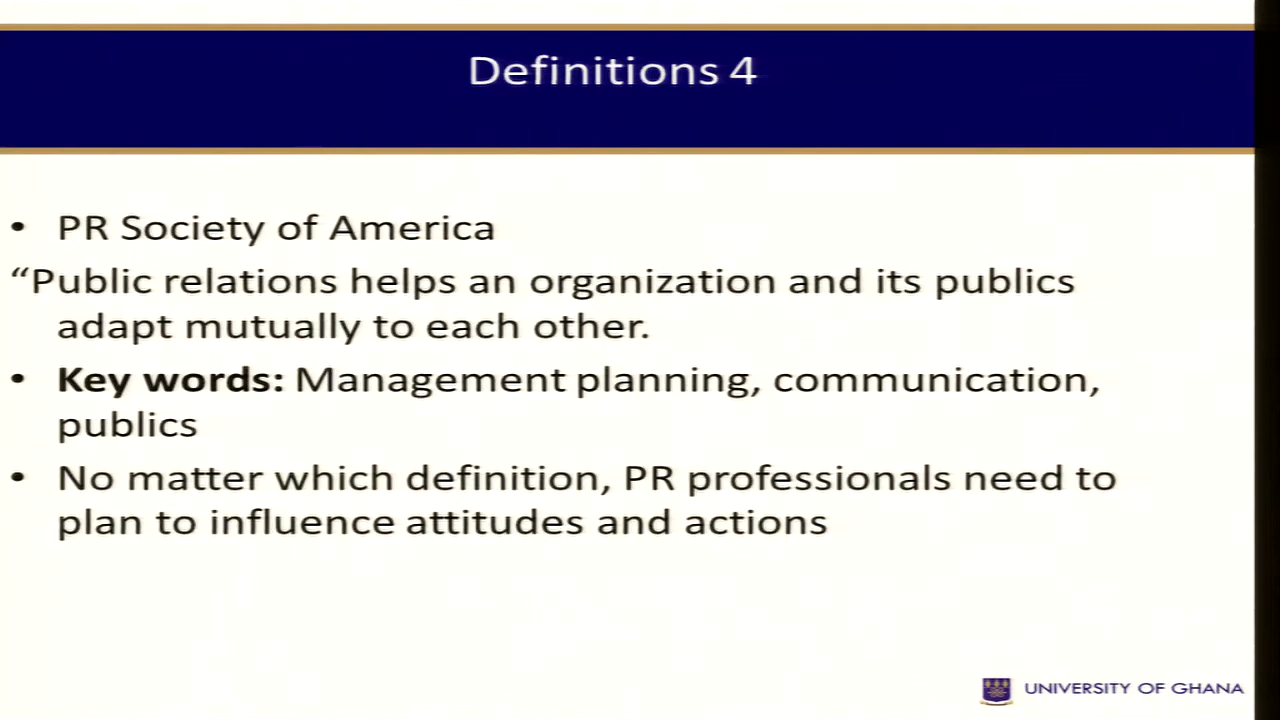 Definitions 4
• PR Society of America
“Public relations helps an organization and its publics
adapt mutually to each other.
• Key words: Management planning, communication,
publics
• No matter which definition, PR professionals need to
plan to influence attitudes and actions
UNIVERSITY OF GHANA